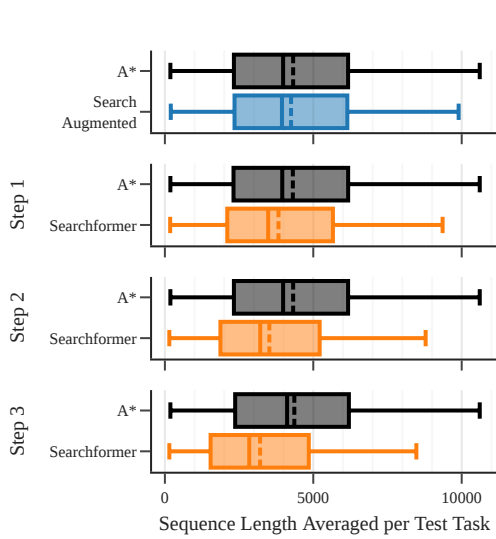 A*
Search
Augmented
Step 1
A*
Searchformer
Step 2
A*
Searchformer
Step 3
A*
Searchformer
0 5000 10000
Sequence Length Averaged per Test Task